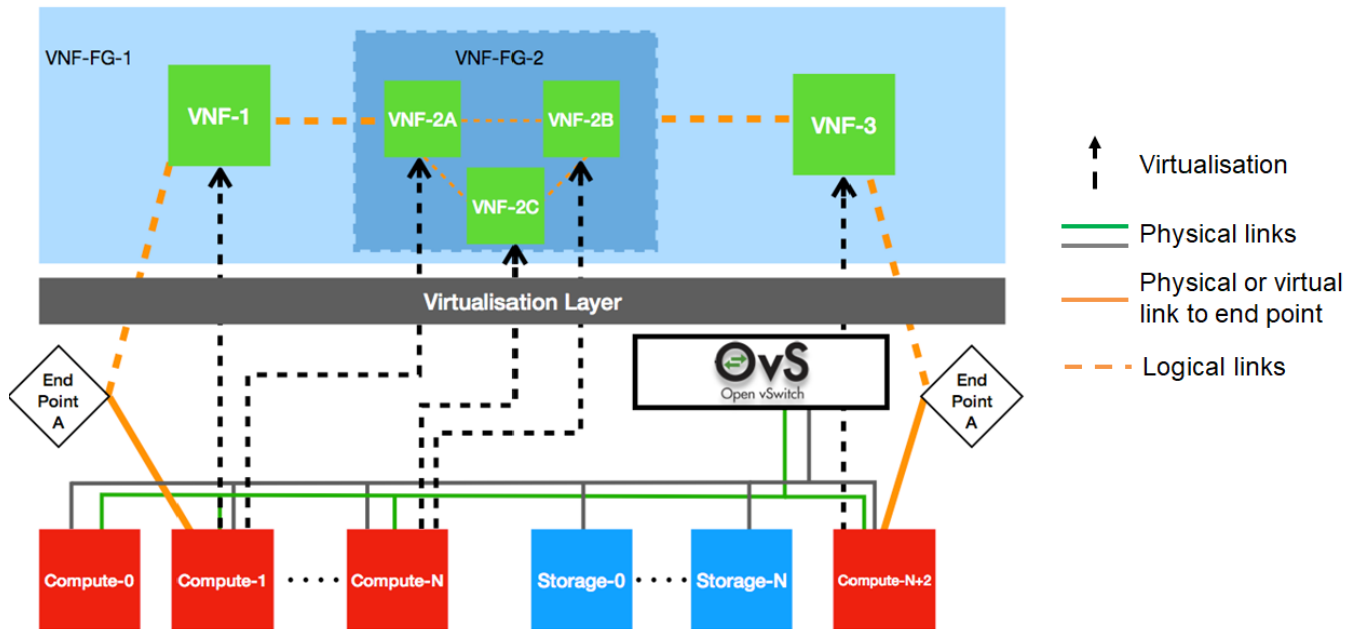 VNF-FG-1
VNF-FG-2
VNF-1
VNF-2A
VNF-2B
VNF-2C
VNF-3
Virtualisation Layer
OvS
Open vSwitch
End
Point
A
End
Point
A
Compute-0
Compute-1
Compute-N
Storage-0
Storage-N
Compute-N+2
Virtualisation
Physical links
Physical or virtual
link to end point
Logical links